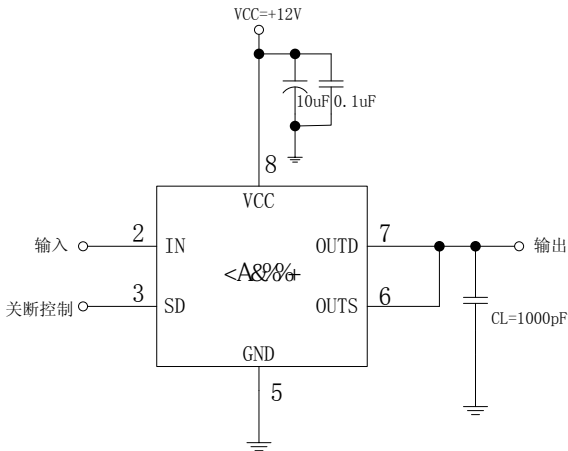 VCC=+12V
10uF 0.1uF
8
VCC
输入 2 IN OUTD 7 输出
关断控制 3 SD OUTS 6
CL=1000pF
GND
5